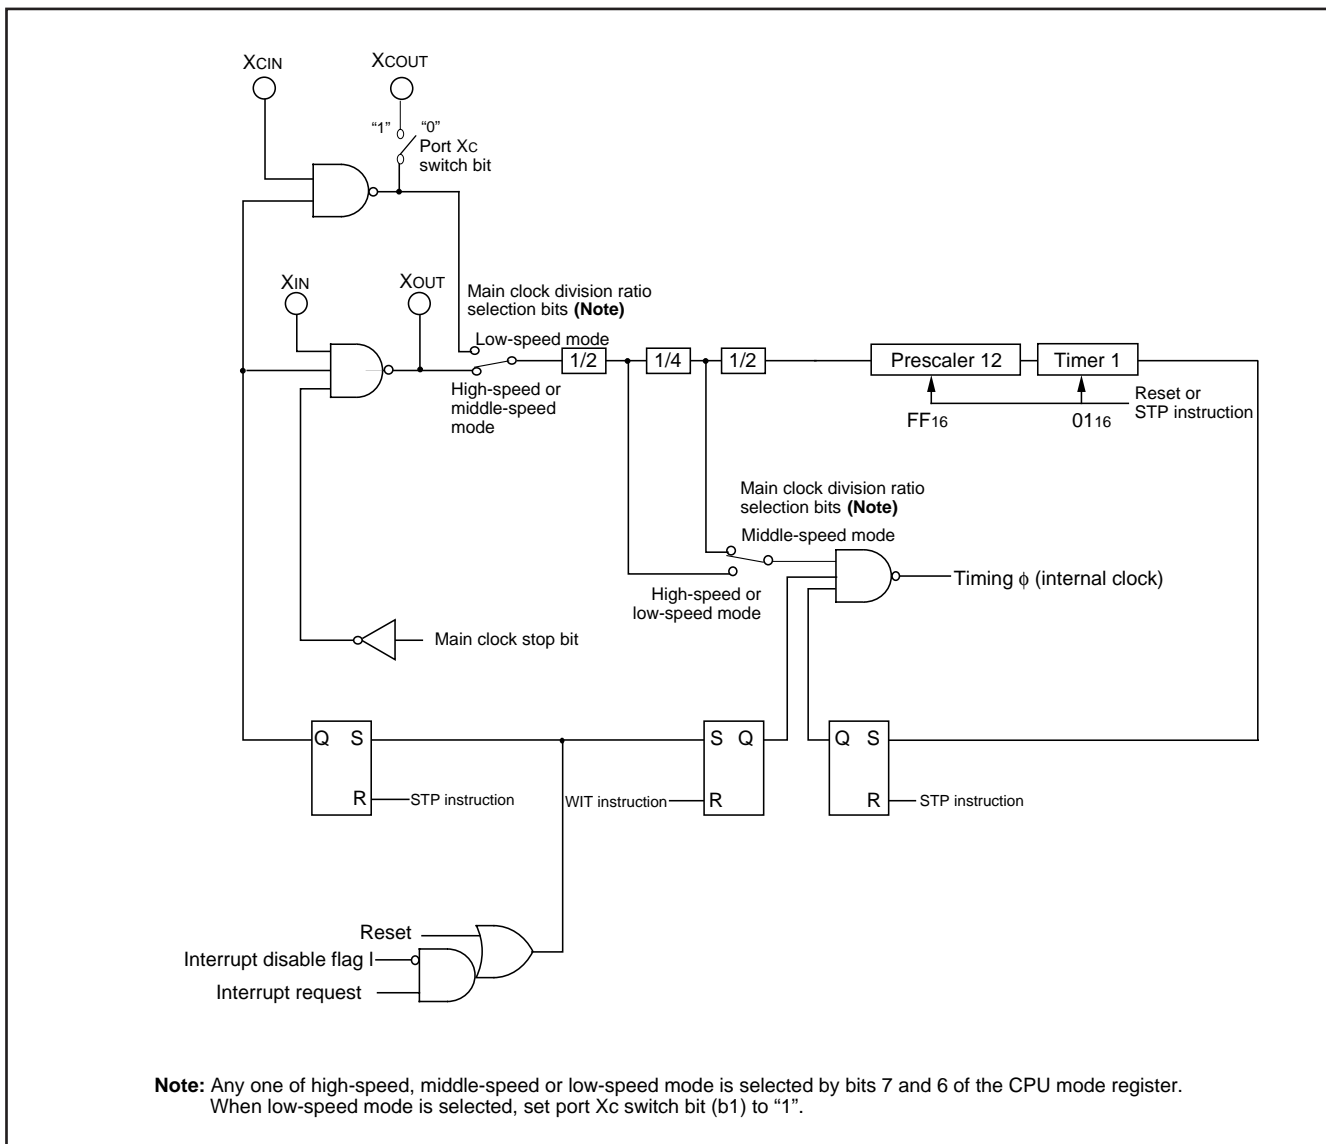 XCIN
XCOUT
“1” “0”
Port XC
switch bit
XIN
XOUT
Main clock division ratio
selection bits (Note)
Low-speed mode
1/2
1/4
1/2
Prescaler 12
Timer 1
High-speed or
middle-speed
mode
Reset or
STP instruction
FF16
0116
Main clock division ratio
selection bits (Note)
Middle-speed mode
Timing ϕ (internal clock)
High-speed or
low-speed mode
Main clock stop bit
Q S
R
STP instruction
S Q
WIT instruction
R
Q S
R
STP instruction
Reset
Interrupt disable flag I
Interrupt request
Note: Any one of high-speed, middle-speed or low-speed mode is selected by bits 7 and 6 of the CPU mode register.
When low-speed mode is selected, set port Xc switch bit (b1) to “1”.